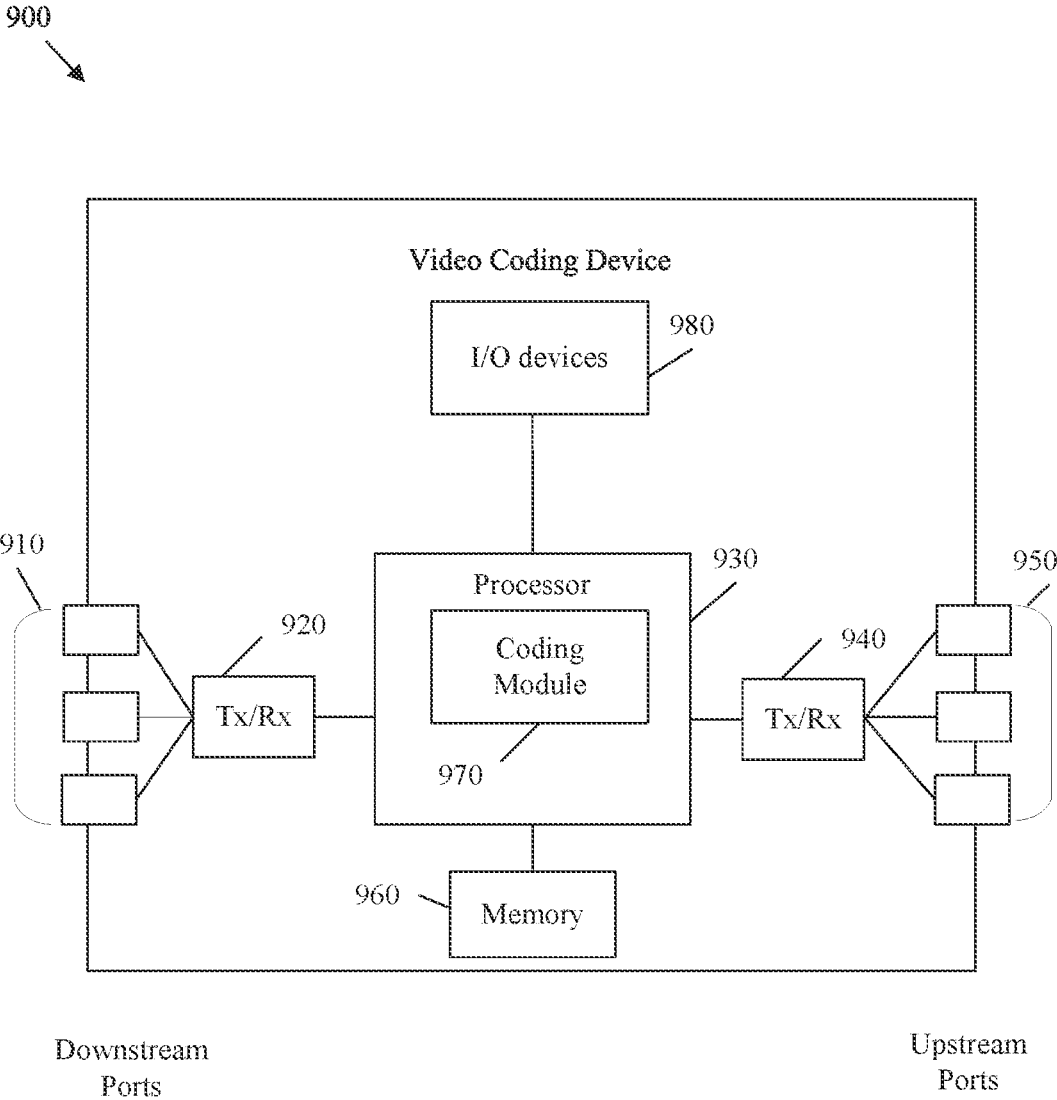 900
Video Coding Device
980
I/O devices
910
930
950
Processor
920
940
Coding
Module
Tx/Rx
Tx/Rx
970
960
Memory
Downstream
Ports
Upstream
Ports